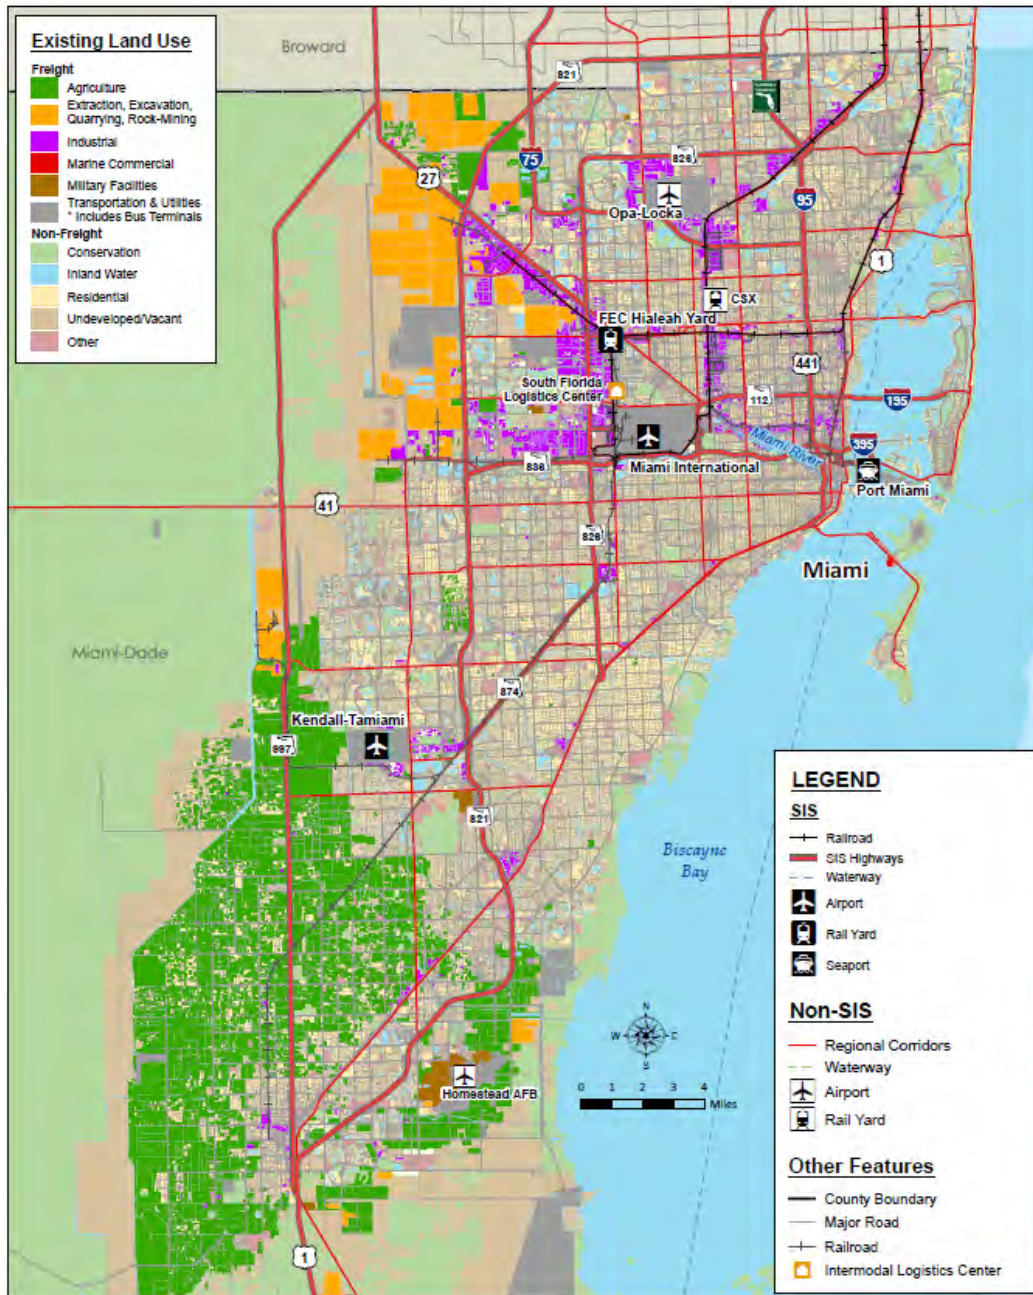 Existing Land Use
Freight
Agriculture
Extraction, Excavation,
Quarrying, Rock-Mining
Industrial
Marine Commercial
Military Facilities
Transportation & Utilities
* Includes Bus Terminals
Non-Freight
Conservation
Inland Water
Residential
Undeveloped/Vacant
Other
Broward
821
75
826
27
95
Opa-Locka
1
CSX
FEC Hialeah Yard
441
South Florida
Logistics Center
112
195
Miami River
395
836
Miami International
Port Miami
41
826
Miami
Miami-Dade
874
Kendall-Tamiami
997
821
Biscayne
Bay
Homestead AFB
1
N
W
E
S
0 1 2 3 4
Miles
LEGEND
SIS
Railroad
SIS Highways
Waterway
Airport
Rail Yard
Seaport
Non-SIS
Regional Corridors
Waterway
Airport
Rail Yard
Other Features
County Boundary
Major Road
Railroad
Intermodal Logistics Center